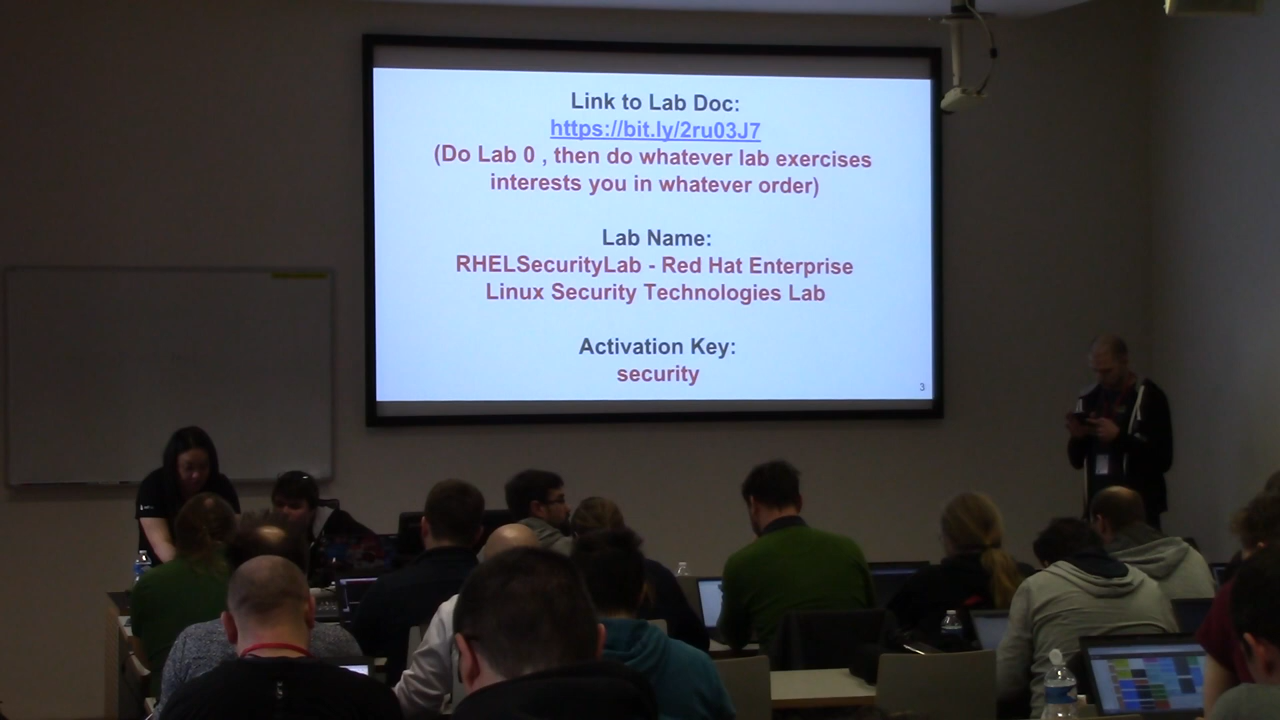 Link to Lab Doc:
https://bit.ly/2ru03J7
(Do Lab 0 , then do whatever lab exercises
interests you in whatever order)
Lab Name:
RHELSecurityLab - Red Hat Enterprise
Linux Security Technologies Lab
Activation Key:
security
3